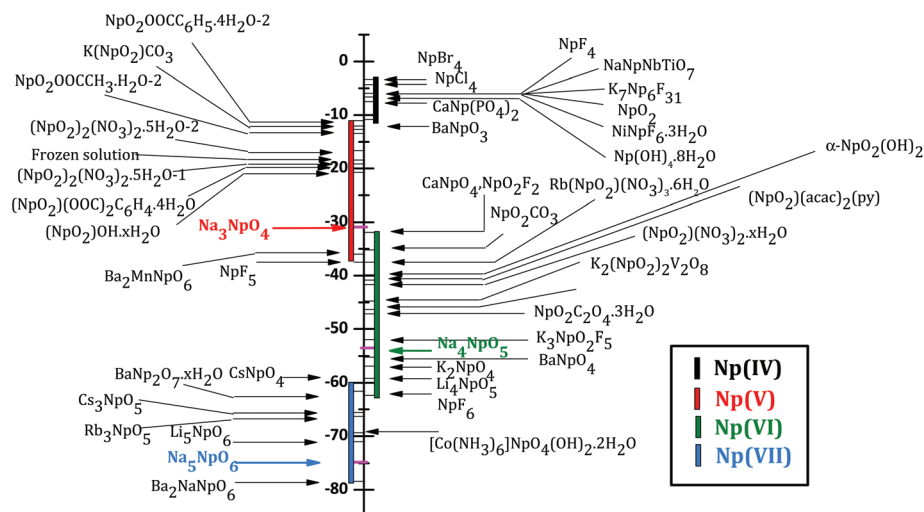 NpO₂OOCC₆H₅.4H₂O-2
K(NpO₂)CO₃
NpO₂OOCCH₃.H₂O-2
(NpO₂)₂(NO₃)₂.5H₂O-2
Frozen solution
(NpO₂)₂(NO₃)₂.5H₂O-1
(NpO₂)(OOC)₂C₆H₄.4H₂O
(NpO₂)OH.xH₂O
Na₃NpO₄
Ba₂MnNpO₆
NpF₅
BaNp₂O₇.xH₂O
CsNpO₄
Cs₃NpO₅
Rb₃NpO₅
Li₅NpO₆
Na₅NpO₆
Ba₂NaNpO₆
0
-10
-20
-30
-40
-50
-60
-70
-80
NpBr₄
NpCl₄
CaNp(PO₄)₂
BaNpO₃
NpF₄
NaNpNbTiO₇
K₇Np₆F₃₁
NpO₂
NiNpF₆.3H₂O
Np(OH)₄.8H₂O
α-NpO₂(OH)₂
CaNpO₄,NpO₂F₂
Rb(NpO₂)(NO₃)₃.6H₂O
(NpO₂)(acac)₂(py)
NpO₂CO₃
(NpO₂)(NO₃)₂.xH₂O
K₂(NpO₂)₂V₂O₈
NpO₂C₂O₄.3H₂O
K₃NpO₂F₅
Na₄NpO₅
BaNpO₄
K₂NpO₄
Li₄NpO₅
NpF₆
[Co(NH₃)₆]NpO₄(OH)₂.2H₂O
Np(IV)
Np(V)
Np(VI)
Np(VII)